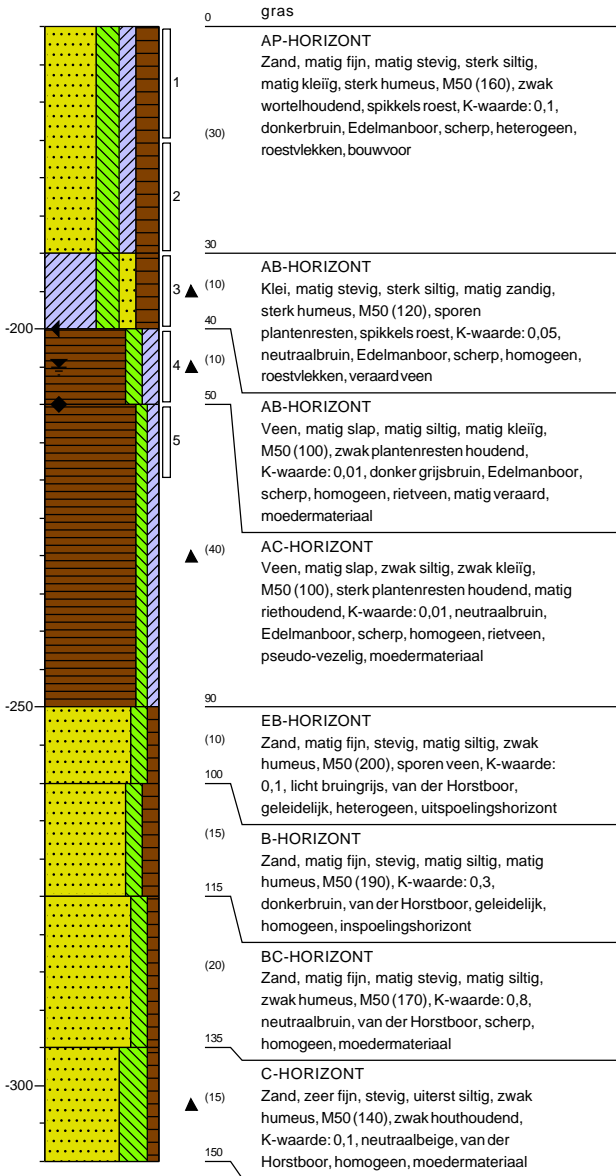 gras
0
AP-HORIZONT
Zand, matig fijn, matig stevig, sterk siltig,
matig kleiïg, sterk humeus, M50 (160), zwak
wortelhoudend, spikkels roest, K-waarde: 0,1,
donkerbruin, Edelmanboor, scherp, heterogeen,
roestvlekken, bouwvoor
1
(30)
2
30
AB-HORIZONT
Klei, matig stevig, sterk siltig, matig zandig,
sterk humeus, M50 (120), sporen
plantenresten, spikkels roest, K-waarde: 0,05,
neutraalbruin, Edelmanboor, scherp, homogeen,
roestvlekken, veraard veen
3
(10)
-200
40
AB-HORIZONT
Veen, matig slap, matig siltig, matig kleiïg,
M50 (100), zwak plantenresten houdend,
K-waarde: 0,01, donker grijsbruin, Edelmanboor,
scherp, homogeen, rietveen, matig veraard,
moedermateriaal
4
(10)
50
5
AC-HORIZONT
Veen, matig slap, zwak siltig, zwak kleiïg,
M50 (100), sterk plantenresten houdend, matig
riethoudend, K-waarde: 0,01, neutraalbruin,
Edelmanboor, scherp, homogeen, rietveen,
pseudo-vezelig, moedermateriaal
(40)
-250
90
EB-HORIZONT
Zand, matig fijn, stevig, matig siltig, zwak
humeus, M50 (200), sporen veen, K-waarde:
0,1, licht bruingrijs, van der Horstboor,
geleidelijk, heterogeen, uitspoelingshorizont
(10)
100
B-HORIZONT
Zand, matig fijn, stevig, matig siltig, matig
humeus, M50 (190), K-waarde: 0,3,
donkerbruin, van der Horstboor, geleidelijk,
homogeen, inspoelingshorizont
(15)
115
BC-HORIZONT
Zand, matig fijn, matig stevig, matig siltig,
zwak humeus, M50 (170), K-waarde: 0,8,
neutraalbruin, van der Horstboor, scherp,
homogeen, moedermateriaal
(20)
135
-300
C-HORIZONT
Zand, zeer fijn, stevig, uiterst siltig, zwak
humeus, M50 (140), zwak houthoudend,
K-waarde: 0,1, neutraalbeige, van der
Horstboor, homogeen, moedermateriaal
(15)
150